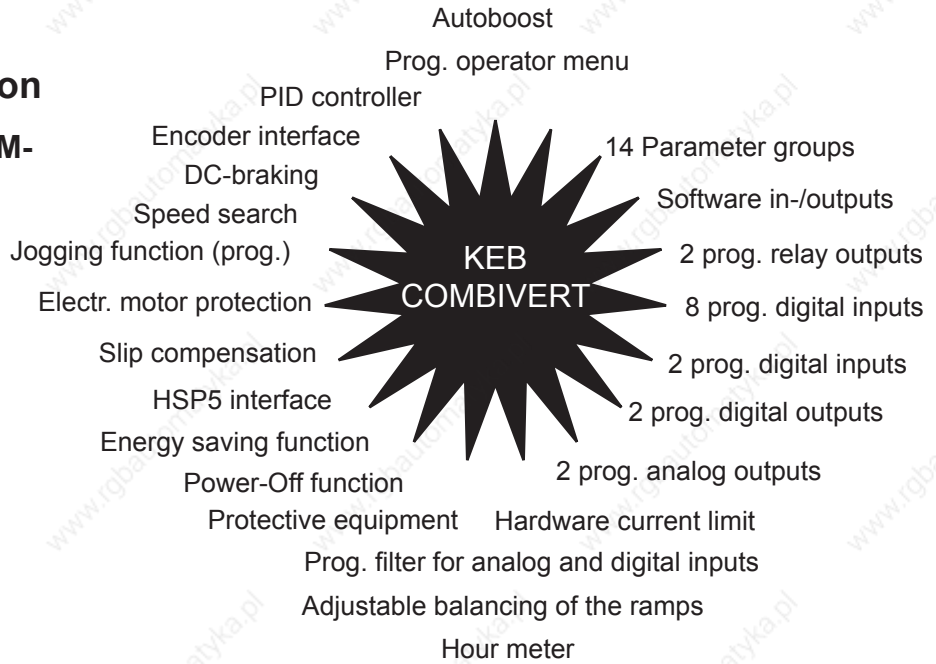 Autoboost
Prog. operator menu
on
PID controller
M-
Encoder interface
14 Parameter groups
DC-braking
Software in-/outputs
Speed search
Jogging function (prog.)
KEB
COMBIVERT
2 prog. relay outputs
Electr. motor protection
8 prog. digital inputs
Slip compensation
2 prog. digital inputs
HSP5 interface
2 prog. digital outputs
Energy saving function
2 prog. analog outputs
Power-Off function
Protective equipment
Hardware current limit
Prog. filter for analog and digital inputs
Adjustable balancing of the ramps
Hour meter
www.rgbautomatyka.pl